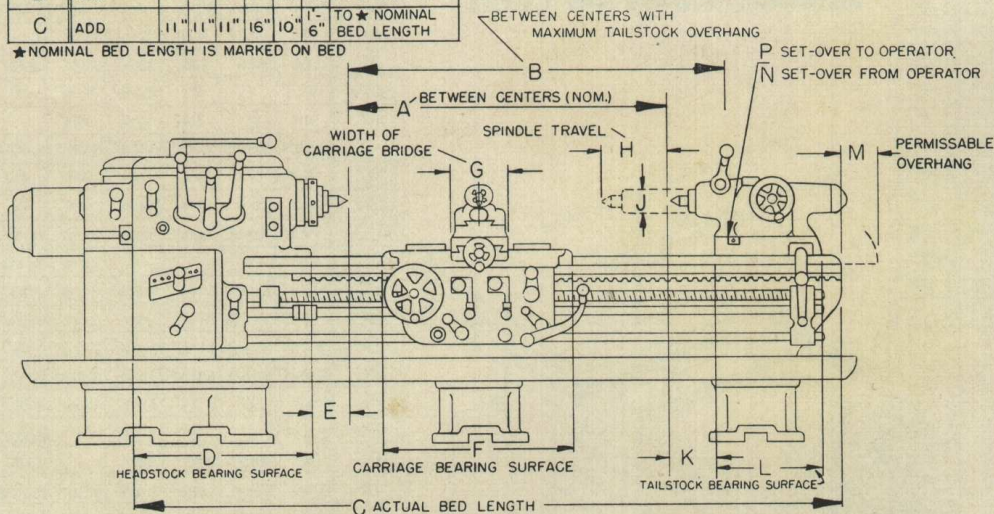 C ADD 11" 11" 11" 16" 10" 1'-6" TO ★ NOMINAL BED LENGTH
★ NOMINAL BED LENGTH IS MARKED ON BED
BETWEEN CENTERS WITH
MAXIMUM TAILSTOCK OVERHANG
P SET-OVER TO OPERATOR
N SET-OVER FROM OPERATOR
B
A BETWEEN CENTERS (NOM.)
WIDTH OF
CARRIAGE BRIDGE
SPINDLE TRAVEL
H
M
PERMISSABLE
OVERHANG
G
J
E
D
HEADSTOCK BEARING SURFACE
F
CARRIAGE BEARING SURFACE
K
L
TAILSTOCK BEARING SURFACE
C ACTUAL BED LENGTH